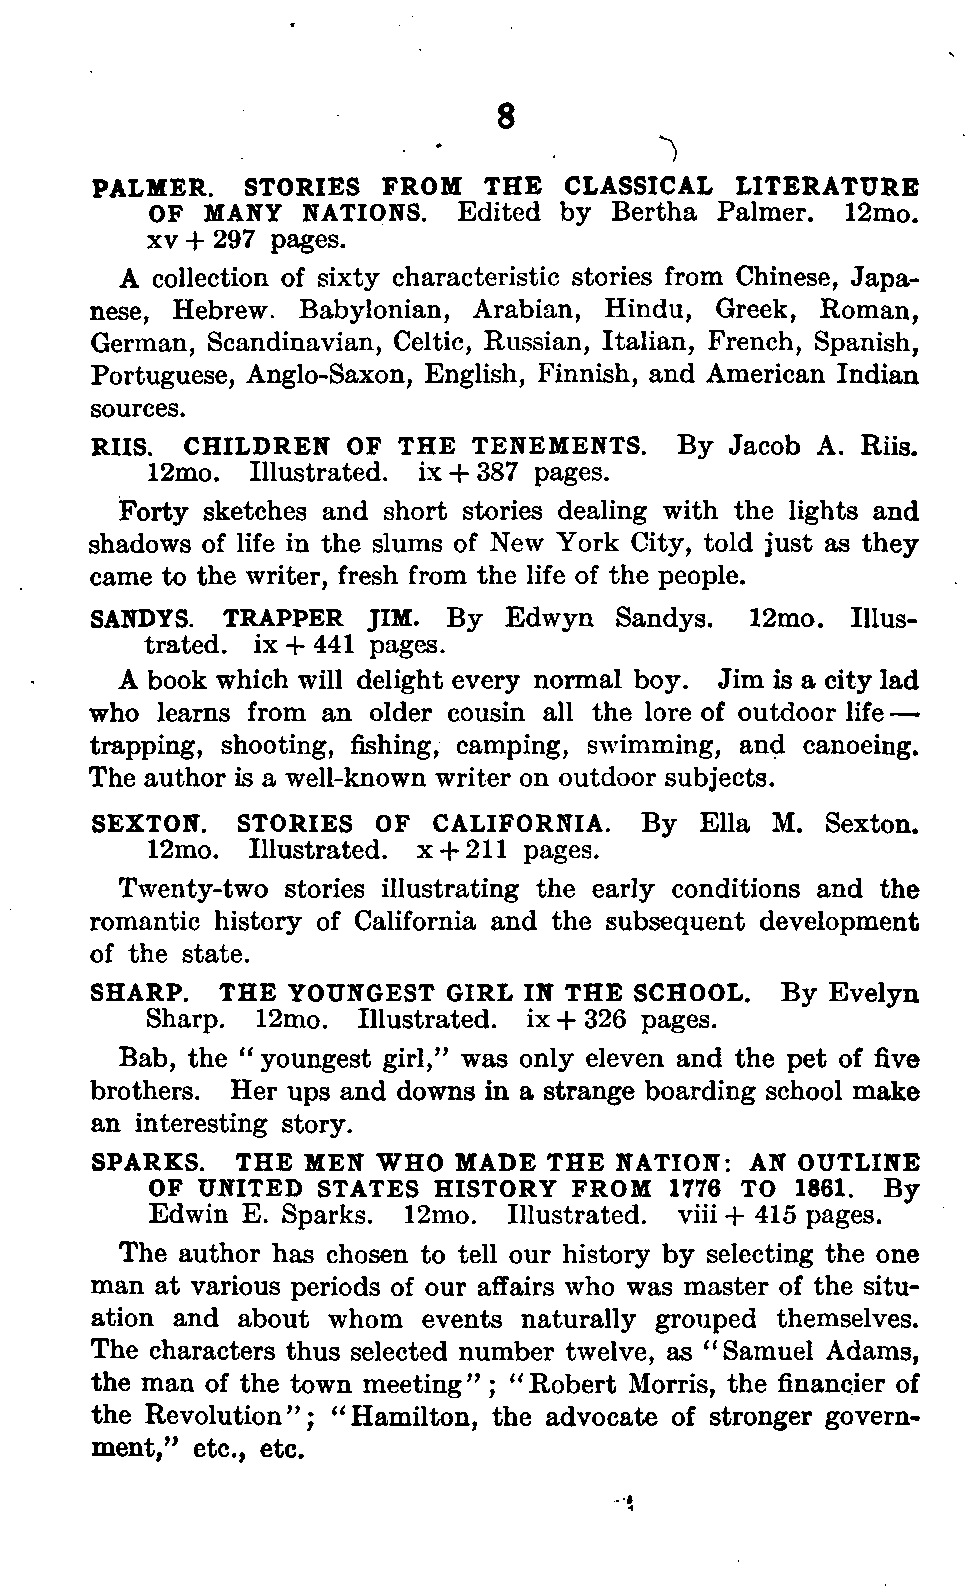 8
PALMER. STORIES FROM THE CLASSICAL LITERATURE
OF MANY NATIONS. Edited by Bertha Palmer. 12mo.
xv + 297 pages.
A collection of sixty characteristic stories from Chinese, Japa-
nese, Hebrew. Babylonian, Arabian, Hindu, Greek, Roman,
German, Scandinavian, Celtic, Russian, Italian, French, Spanish,
Portuguese, Anglo-Saxon, English, Finnish, and American Indian
sources.
RIIS. CHILDREN OF THE TENEMENTS. By Jacob A. Riis.
12mo. Illustrated. ix + 387 pages.
Forty sketches and short stories dealing with the lights and
shadows of life in the slums of New York City, told just as they
came to the writer, fresh from the life of the people.
SANDYS. TRAPPER JIM. By Edwyn Sandys. 12mo. Illus-
trated. ix + 441 pages.
A book which will delight every normal boy. Jim is a city lad
who learns from an older cousin all the lore of outdoor life—
trapping, shooting, fishing, camping, swimming, and canoeing.
The author is a well-known writer on outdoor subjects.
SEXTON. STORIES OF CALIFORNIA. By Ella M. Sexton.
12mo. Illustrated. x + 211 pages.
Twenty-two stories illustrating the early conditions and the
romantic history of California and the subsequent development
of the state.
SHARP. THE YOUNGEST GIRL IN THE SCHOOL. By Evelyn
Sharp. 12mo. Illustrated. ix + 326 pages.
Bab, the "youngest girl," was only eleven and the pet of five
brothers. Her ups and downs in a strange boarding school make
an interesting story.
SPARKS. THE MEN WHO MADE THE NATION: AN OUTLINE
OF UNITED STATES HISTORY FROM 1776 TO 1861. By
Edwin E. Sparks. 12mo. Illustrated. viii + 415 pages.
The author has chosen to tell our history by selecting the one
man at various periods of our affairs who was master of the situ-
ation and about whom events naturally grouped themselves.
The characters thus selected number twelve, as "Samuel Adams,
the man of the town meeting"; "Robert Morris, the financier of
the Revolution"; "Hamilton, the advocate of stronger govern-
ment," etc., etc.